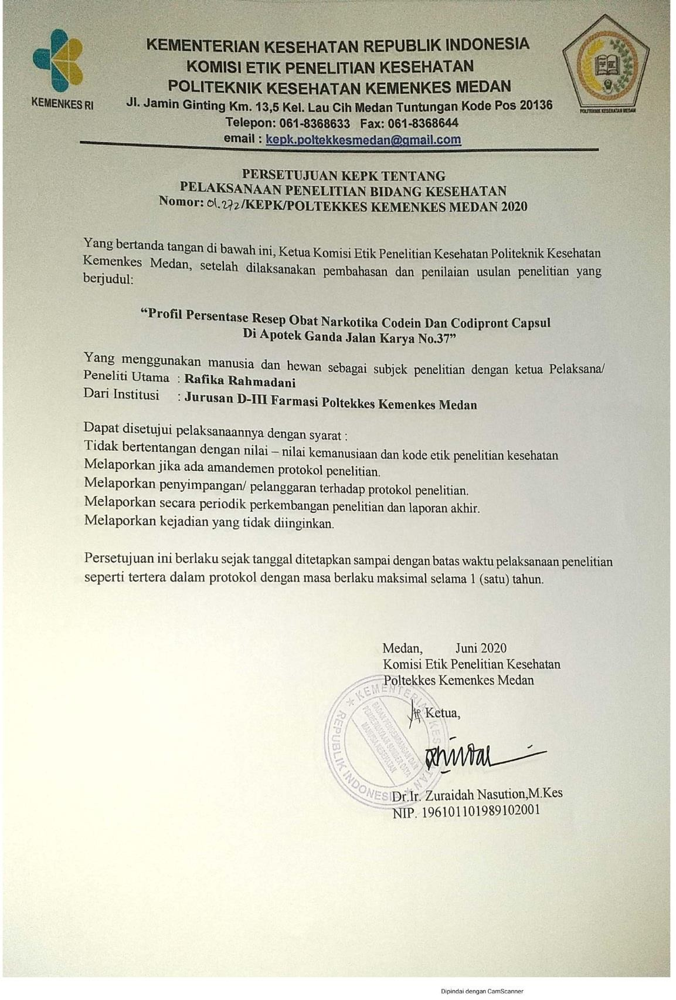 KEMENTERIAN KESEHATAN REPUBLIK INDONESIA
KOMISI ETIK PENELITIAN KESEHATAN
POLITEKNIK KESEHATAN KEMENKES MEDAN
Jl. Jamin Ginting Km. 13,5 Kel. Lau Cih Medan Tuntungan Kode Pos 20136
Telepon: 061-8368633 Fax: 061-8368644
email : kepk.poltekkesmedan@gmail.com
KEMENKES RI
POLITEKNIK KESEHATAN MEDAN
PERSETUJUAN KEPK TENTANG
PELAKSANAAN PENELITIAN BIDANG KESEHATAN
Nomor: 01.272/KEPK/POLTEKKES KEMENKES MEDAN 2020
Yang bertanda tangan di bawah ini, Ketua Komisi Etik Penelitian Kesehatan Politeknik Kesehatan
Kemenkes Medan, setelah dilaksanakan pembahasan dan penilaian usulan penelitian yang
berjudul:
“Profil Persentase Resep Obat Narkotika Codein Dan Codipront Capsul
Di Apotek Ganda Jalan Karya No.37”
Yang menggunakan manusia dan hewan sebagai subjek penelitian dengan ketua Pelaksana/
Peneliti Utama : Rafika Rahmadani
Dari Institusi : Jurusan D-III Farmasi Poltekkes Kemenkes Medan
Dapat disetujui pelaksanaannya dengan syarat :
Tidak bertentangan dengan nilai – nilai kemanusiaan dan kode etik penelitian kesehatan
Melaporkan jika ada amandemen protokol penelitian.
Melaporkan penyimpangan/ pelanggaran terhadap protokol penelitian.
Melaporkan secara periodik perkembangan penelitian dan laporan akhir.
Melaporkan kejadian yang tidak diinginkan.
Persetujuan ini berlaku sejak tanggal ditetapkan sampai dengan batas waktu pelaksanaan penelitian
seperti tertera dalam protokol dengan masa berlaku maksimal selama 1 (satu) tahun.
Medan, Juni 2020
Komisi Etik Penelitian Kesehatan
Poltekkes Kemenkes Medan
Ketua,
KEMENTERIAN KESEHATAN
REPUBLIK INDONESIA
BADAN PENGEMBANGAN DAN
PEMBERDAYAAN SUMBER DAYA
MANUSIA KESEHATAN
Dr.Ir. Zuraidah Nasution,M.Kes
NIP. 196101101989102001
Dipindai dengan CamScanner